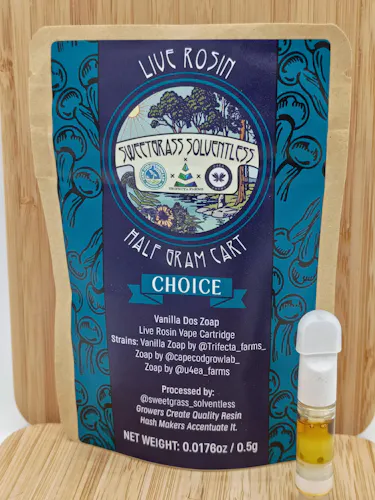 LIVE ROSIN
SWEETGRASS SOLVENTLESS
HALF GRAM CART
CHOICE
Vanilla Dos Zoap
Live Rosin Vape Cartridge
Strains: Vanilla Zoap by @Trifecta_farms_
Zoap by @capecodgrowlab_
Zoap by @u4ea_farms
Processed by:
@sweetgrass_solventless
Growers Create Quality Resin
Hash Makers Accentuate It.
NET WEIGHT: 0.0176oz / 0.5g